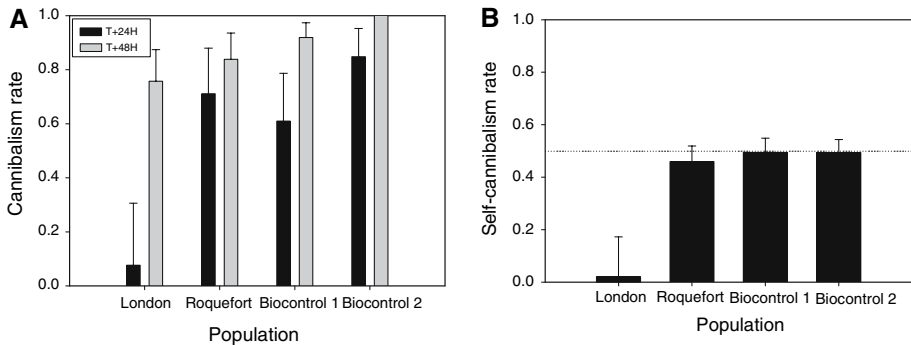 A
T+24H
T+48H
Cannibalism rate
1.0
0.8
0.6
0.4
0.2
0.0
London Roquefort Biocontrol 1 Biocontrol 2
Population
B
Self-cannibalism rate
1.0
0.8
0.6
0.4
0.2
0.0
London Roquefort Biocontrol 1 Biocontrol 2
Population